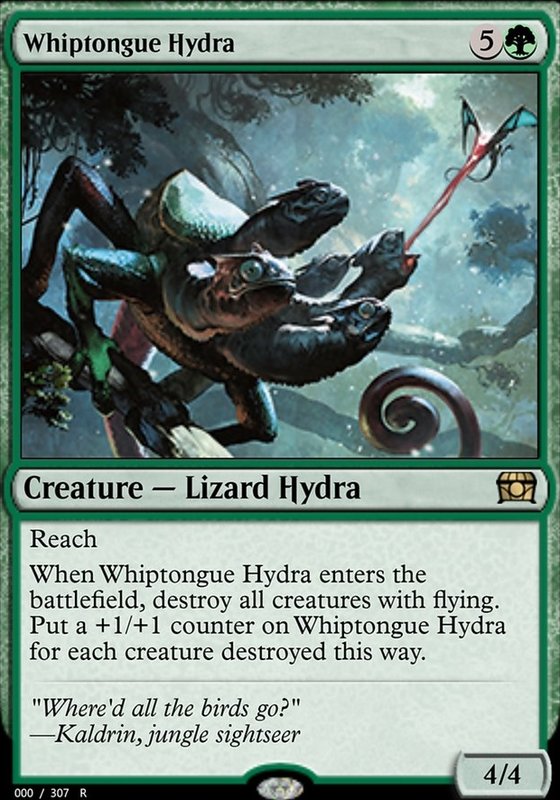 Whiptongue Hydra 5
Creature — Lizard Hydra
Reach
When Whiptongue Hydra enters the
battlefield, destroy all creatures with flying.
Put a +1/+1 counter on Whiptongue Hydra
for each creature destroyed this way.
"Where'd all the birds go?"
—Kaldrin, jungle sightseer
4/4
000 / 307 R